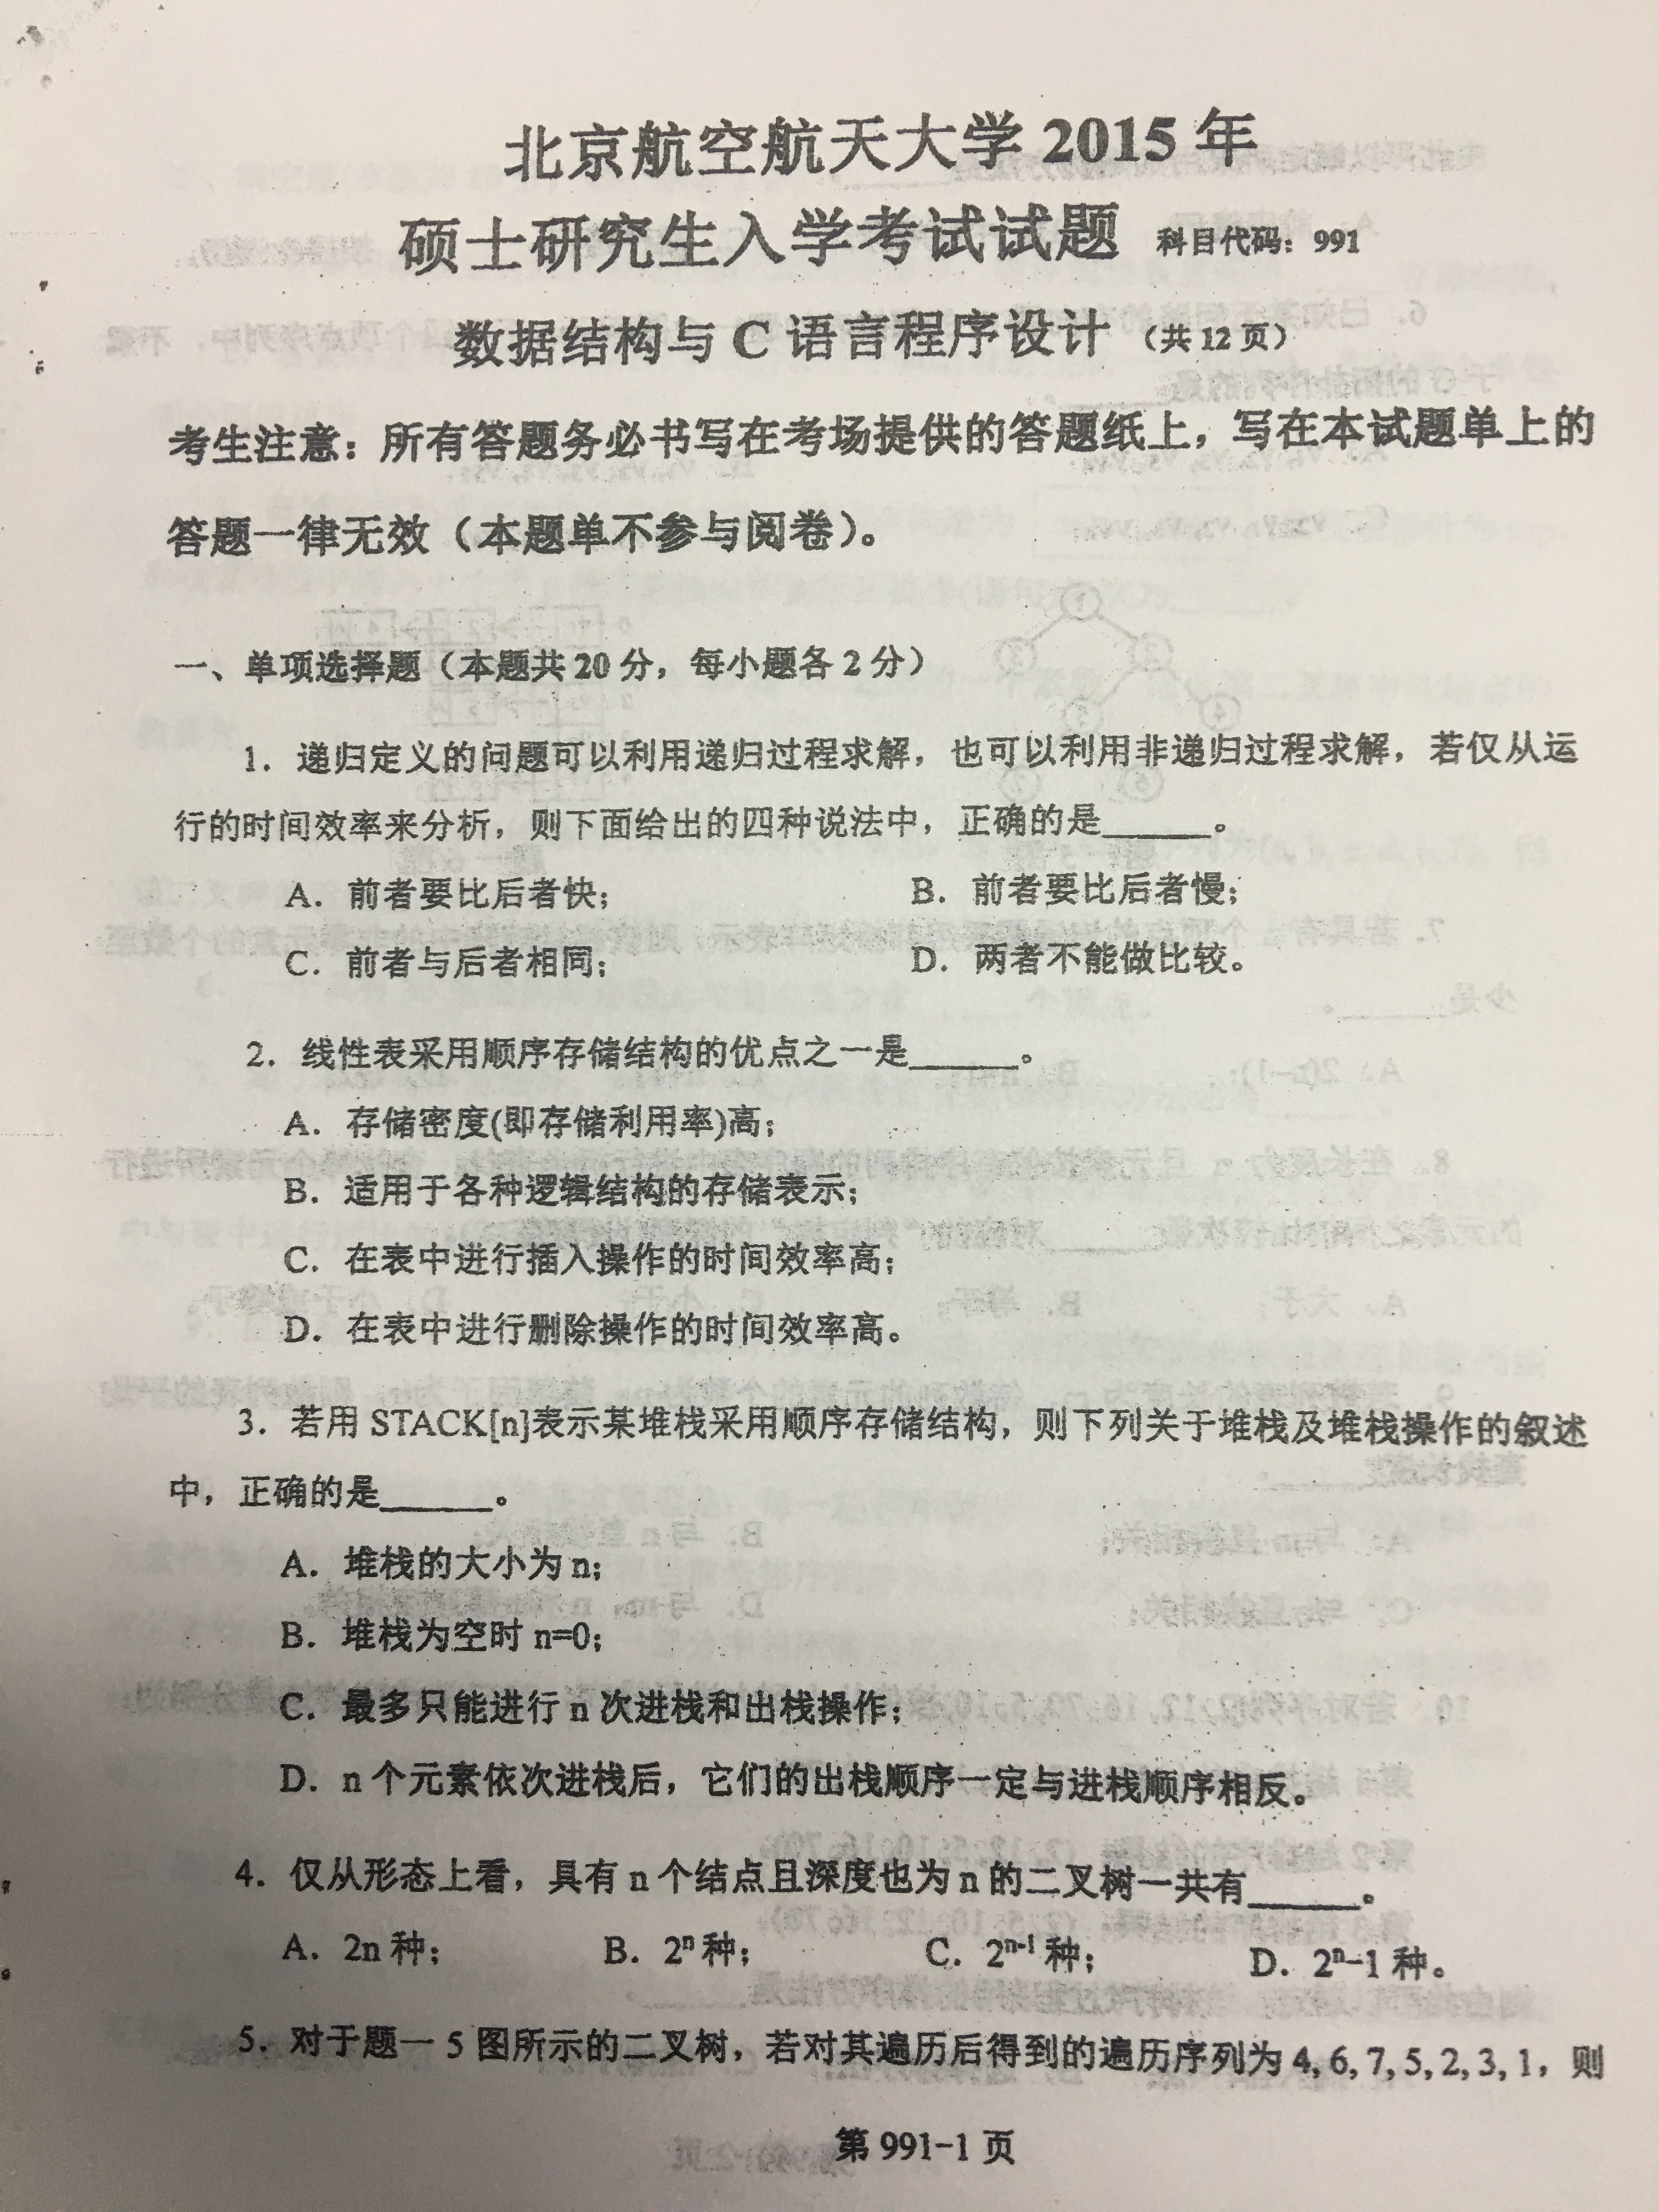 北京航空航天大学 2015 年
硕士研究生入学考试试题 科目代码：991
数据结构与 C 语言程序设计 （共 12 页）
考生注意：所有答题务必书写在考场提供的答题纸上，写在本试题单上的
答题一律无效（本题单不参与阅卷）。
一、单项选择题（本题共 20 分，每小题各 2 分）
1．递归定义的问题可以利用递归过程求解，也可以利用非递归过程求解，若仅从运
行的时间效率来分析，则下面给出的四种说法中，正确的是______。
A．前者要比后者快； B．前者要比后者慢；
C．前者与后者相同； D．两者不能做比较。
2．线性表采用顺序存储结构的优点之一是______。
A．存储密度(即存储利用率)高；
B．适用于各种逻辑结构的存储表示；
C．在表中进行插入操作的时间效率高；
D．在表中进行删除操作的时间效率高。
3．若用 STACK[n]表示某堆栈采用顺序存储结构，则下列关于堆栈及堆栈操作的叙述
中，正确的是______。
A．堆栈的大小为 n；
B．堆栈为空时 n=0；
C．最多只能进行 n 次进栈和出栈操作；
D．n 个元素依次进栈后，它们的出栈顺序一定与进栈顺序相反。
4．仅从形态上看，具有 n 个结点且深度也为 n 的二叉树一共有______。
A．2n 种； B．2ⁿ 种； C．2ⁿ⁻¹ 种； D．2ⁿ−1 种。
5．对于题一 5 图所示的二叉树，若对其遍历后得到的遍历序列为 4, 6, 7, 5, 2, 3, 1，则
第 991-1 页